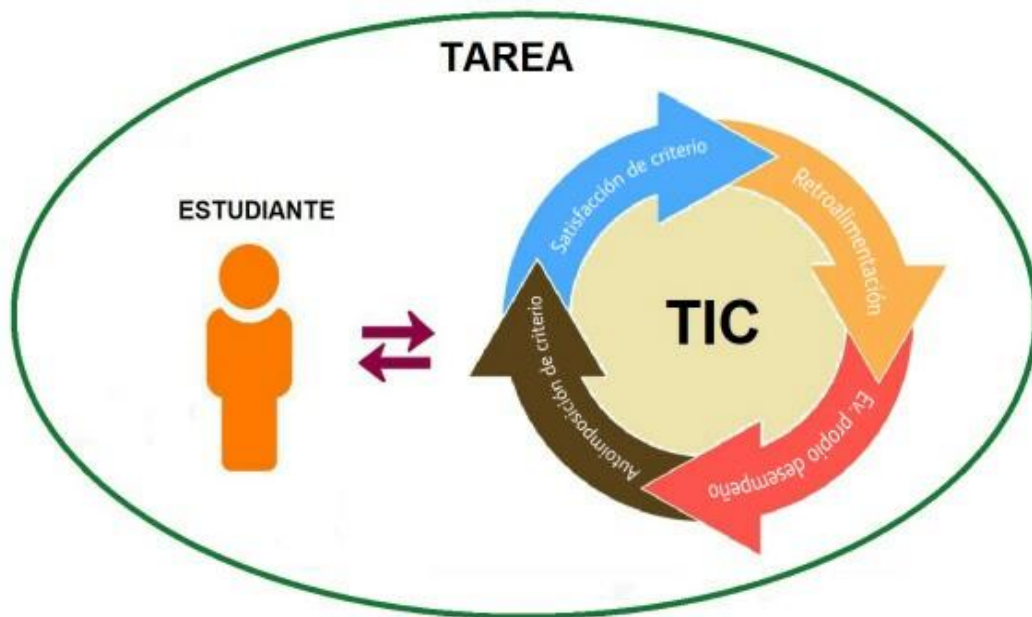 TAREA
ESTUDIANTE
TIC
Satisfacción de criterio
Retroalimentación
Ev. propio desempeño
Autoimposición de criterio